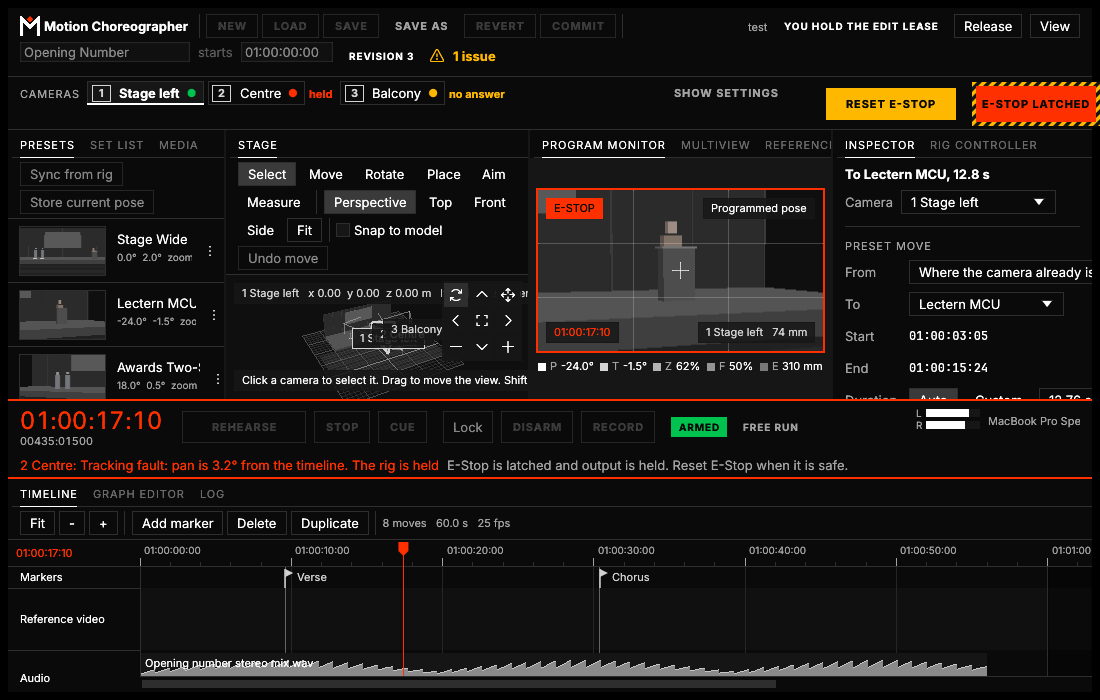 Motion Choreographer NEW LOAD SAVE SAVE AS REVERT COMMIT test YOU HOLD THE EDIT LEASE Release View
Opening Number starts 01:00:00:00 REVISION 3 1 issue
CAMERAS 1 Stage left 2 Centre held 3 Balcony no answer SHOW SETTINGS RESET E-STOP E-STOP LATCHED
PRESETS SET LIST MEDIA
Sync from rig
Store current pose
Stage Wide
0.0° 2.0° zoom
Lectern MCU
-24.0° -1.5° zoo
Awards Two-S
18.0° 0.5° zoom
STAGE
Select Move Rotate Place Aim
Measure Perspective Top Front
Side Fit Snap to model
Undo move
1 Stage left x 0.00 y 0.00 z 0.00 m
3 Balcony
Click a camera to select it. Drag to move the view. Shift
PROGRAM MONITOR MULTIVIEW REFERENC
E-STOP Programmed pose
01:00:17:10 1 Stage left 74 mm
P -24.0° T -1.5° Z 62% F 50% E 310 mm
INSPECTOR RIG CONTROLLER
To Lectern MCU, 12.8 s
Camera 1 Stage left
PRESET MOVE
From Where the camera already is
To Lectern MCU
Start 01:00:03:05
End 01:00:15:24
Duration Auto Custom 12.76 s
01:00:17:10
00435:01500
REHEARSE STOP CUE Lock DISARM RECORD ARMED FREE RUN
L
R
MacBook Pro Spe
2 Centre: Tracking fault: pan is 3.2° from the timeline. The rig is held E-Stop is latched and output is held. Reset E-Stop when it is safe.
TIMELINE GRAPH EDITOR LOG
Fit - + Add marker Delete Duplicate 8 moves 60.0 s 25 fps
01:00:17:10 01:00:00:00 01:00:10:00 01:00:20:00 01:00:30:00 01:00:40:00 01:00:50:00 01:01:00
Markers Verse Chorus
Reference video
Opening number stereo mix.wav
Audio